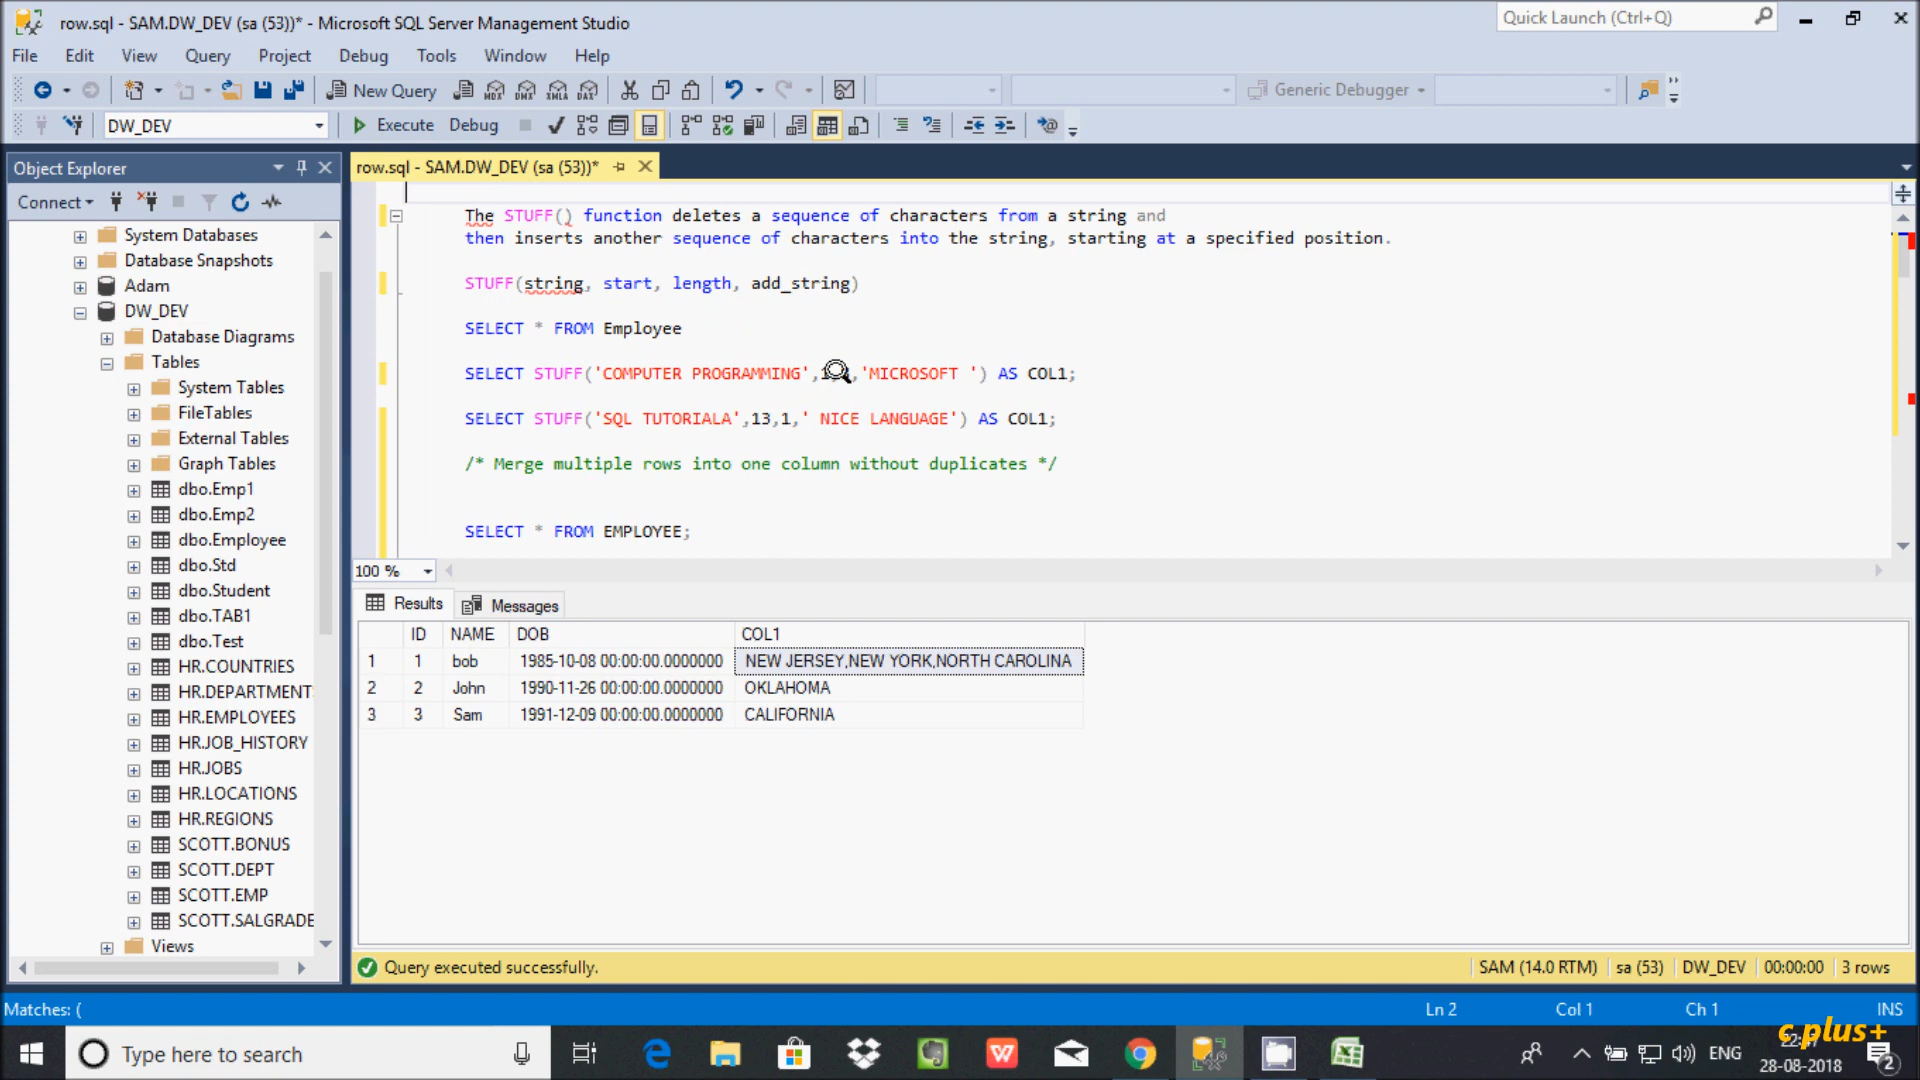 row.sql - SAM.DW_DEV (sa (53))* - Microsoft SQL Server Management Studio
Quick Launch (Ctrl+Q)
File Edit View Query Project Debug Tools Window Help
New Query
MDX DMX XMLA DAX
Generic Debugger
DW_DEV
Execute Debug
Object Explorer
row.sql - SAM.DW_DEV (sa (53))*
Connect
System Databases
Database Snapshots
Adam
DW_DEV
Database Diagrams
Tables
System Tables
FileTables
External Tables
Graph Tables
dbo.Emp1
dbo.Emp2
dbo.Employee
dbo.Std
dbo.Student
dbo.TAB1
dbo.Test
HR.COUNTRIES
HR.DEPARTMENT
HR.EMPLOYEES
HR.JOB_HISTORY
HR.JOBS
HR.LOCATIONS
HR.REGIONS
SCOTT.BONUS
SCOTT.DEPT
SCOTT.EMP
SCOTT.SALGRADE
Views
The STUFF() function deletes a sequence of characters from a string and
then inserts another sequence of characters into the string, starting at a specified position.
STUFF(string, start, length, add_string)
SELECT * FROM Employee
SELECT STUFF('COMPUTER PROGRAMMING', ,'MICROSOFT ') AS COL1;
SELECT STUFF('SQL TUTORIALA',13,1,' NICE LANGUAGE') AS COL1;
/* Merge multiple rows into one column without duplicates */
SELECT * FROM EMPLOYEE;
100 %
Results Messages
ID NAME DOB COL1
1 1 bob 1985-10-08 00:00:00.0000000 NEW JERSEY,NEW YORK,NORTH CAROLINA
2 2 John 1990-11-26 00:00:00.0000000 OKLAHOMA
3 3 Sam 1991-12-09 00:00:00.0000000 CALIFORNIA
Query executed successfully.
SAM (14.0 RTM) sa (53) DW_DEV 00:00:00 3 rows
Matches: (
Ln 2 Col 1 Ch 1 INS
c plus+
Type here to search
ENG
28-08-2018
2